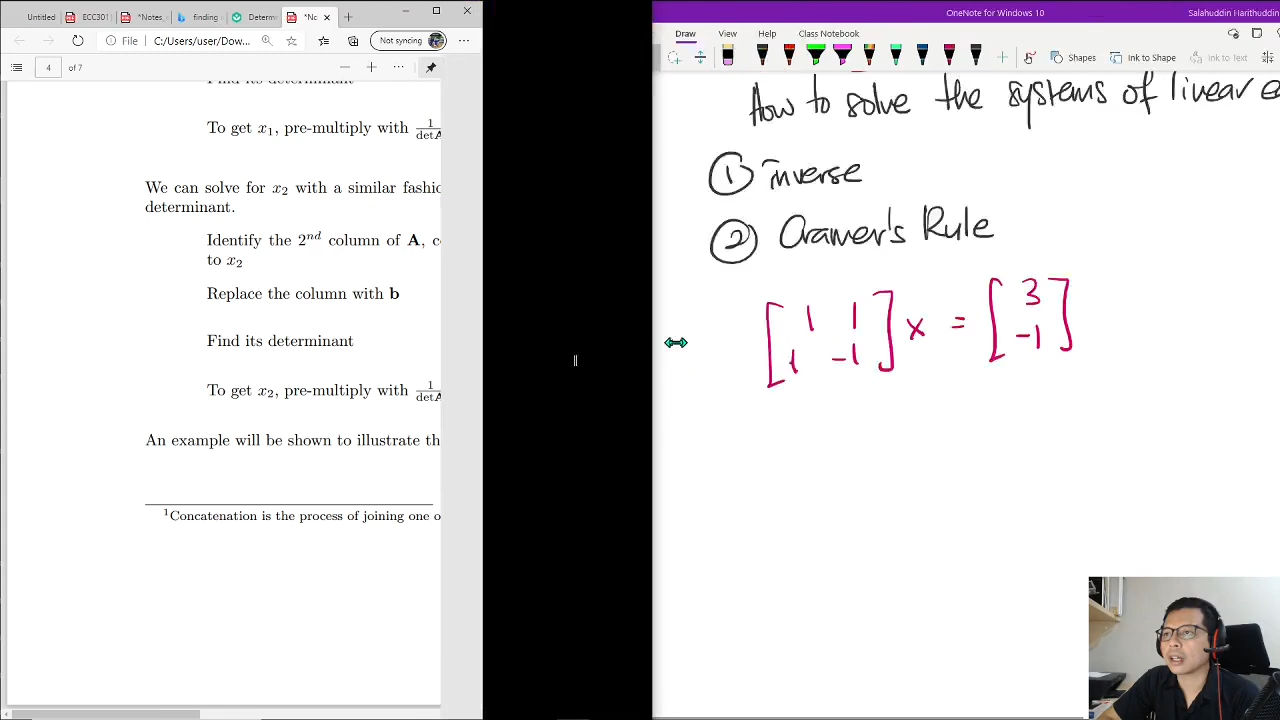 Untitled
ECC301
*Notes_
finding
Determ
*Nc
File
C:/Users/user/Dow...
Not syncing
4 of 7
Find its determinant
To get x₁, pre-multiply with 1/detA
We can solve for x₂ with a similar fashio
determinant.
Identify the 2ⁿᵈ column of A, c
to x₂
Replace the column with b
Find its determinant
To get x₂, pre-multiply with 1/detA
An example will be shown to illustrate th
¹Concatenation is the process of joining one o
OneNote for Windows 10
Salahuddin Harithuddin
Draw View Help Classroom Notebook
Shapes Ink to Shape Ink to Text
How to solve the systems of linear e
① inverse
② Cramer's Rule
[1 1
1 -1] x = [3
-1]